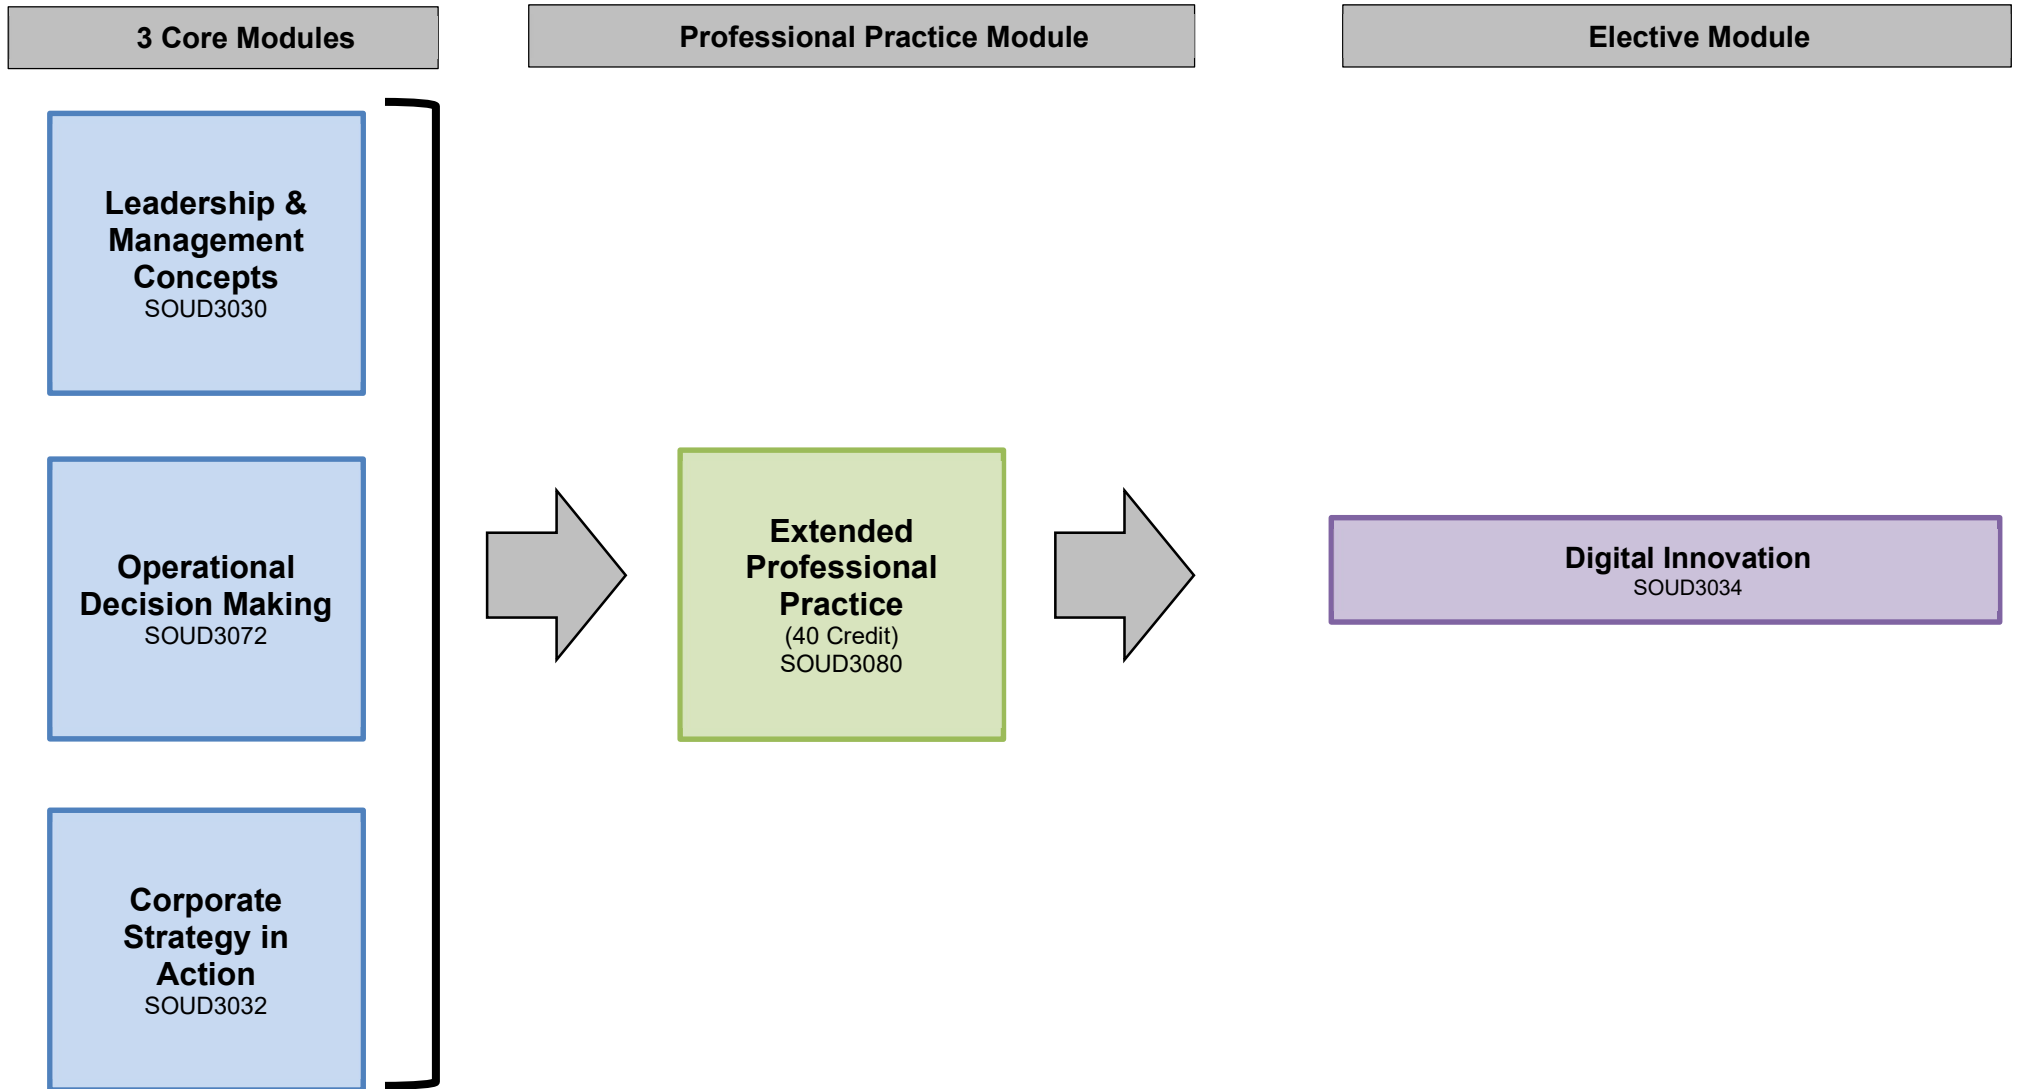 3 Core Modules
Professional Practice Module
Elective Module
Leadership &
Management
Concepts
SOUD3030
Operational
Decision Making
SOUD3072
Corporate
Strategy in
Action
SOUD3032
Extended
Professional
Practice
(40 Credit)
SOUD3080
Digital Innovation
SOUD3034